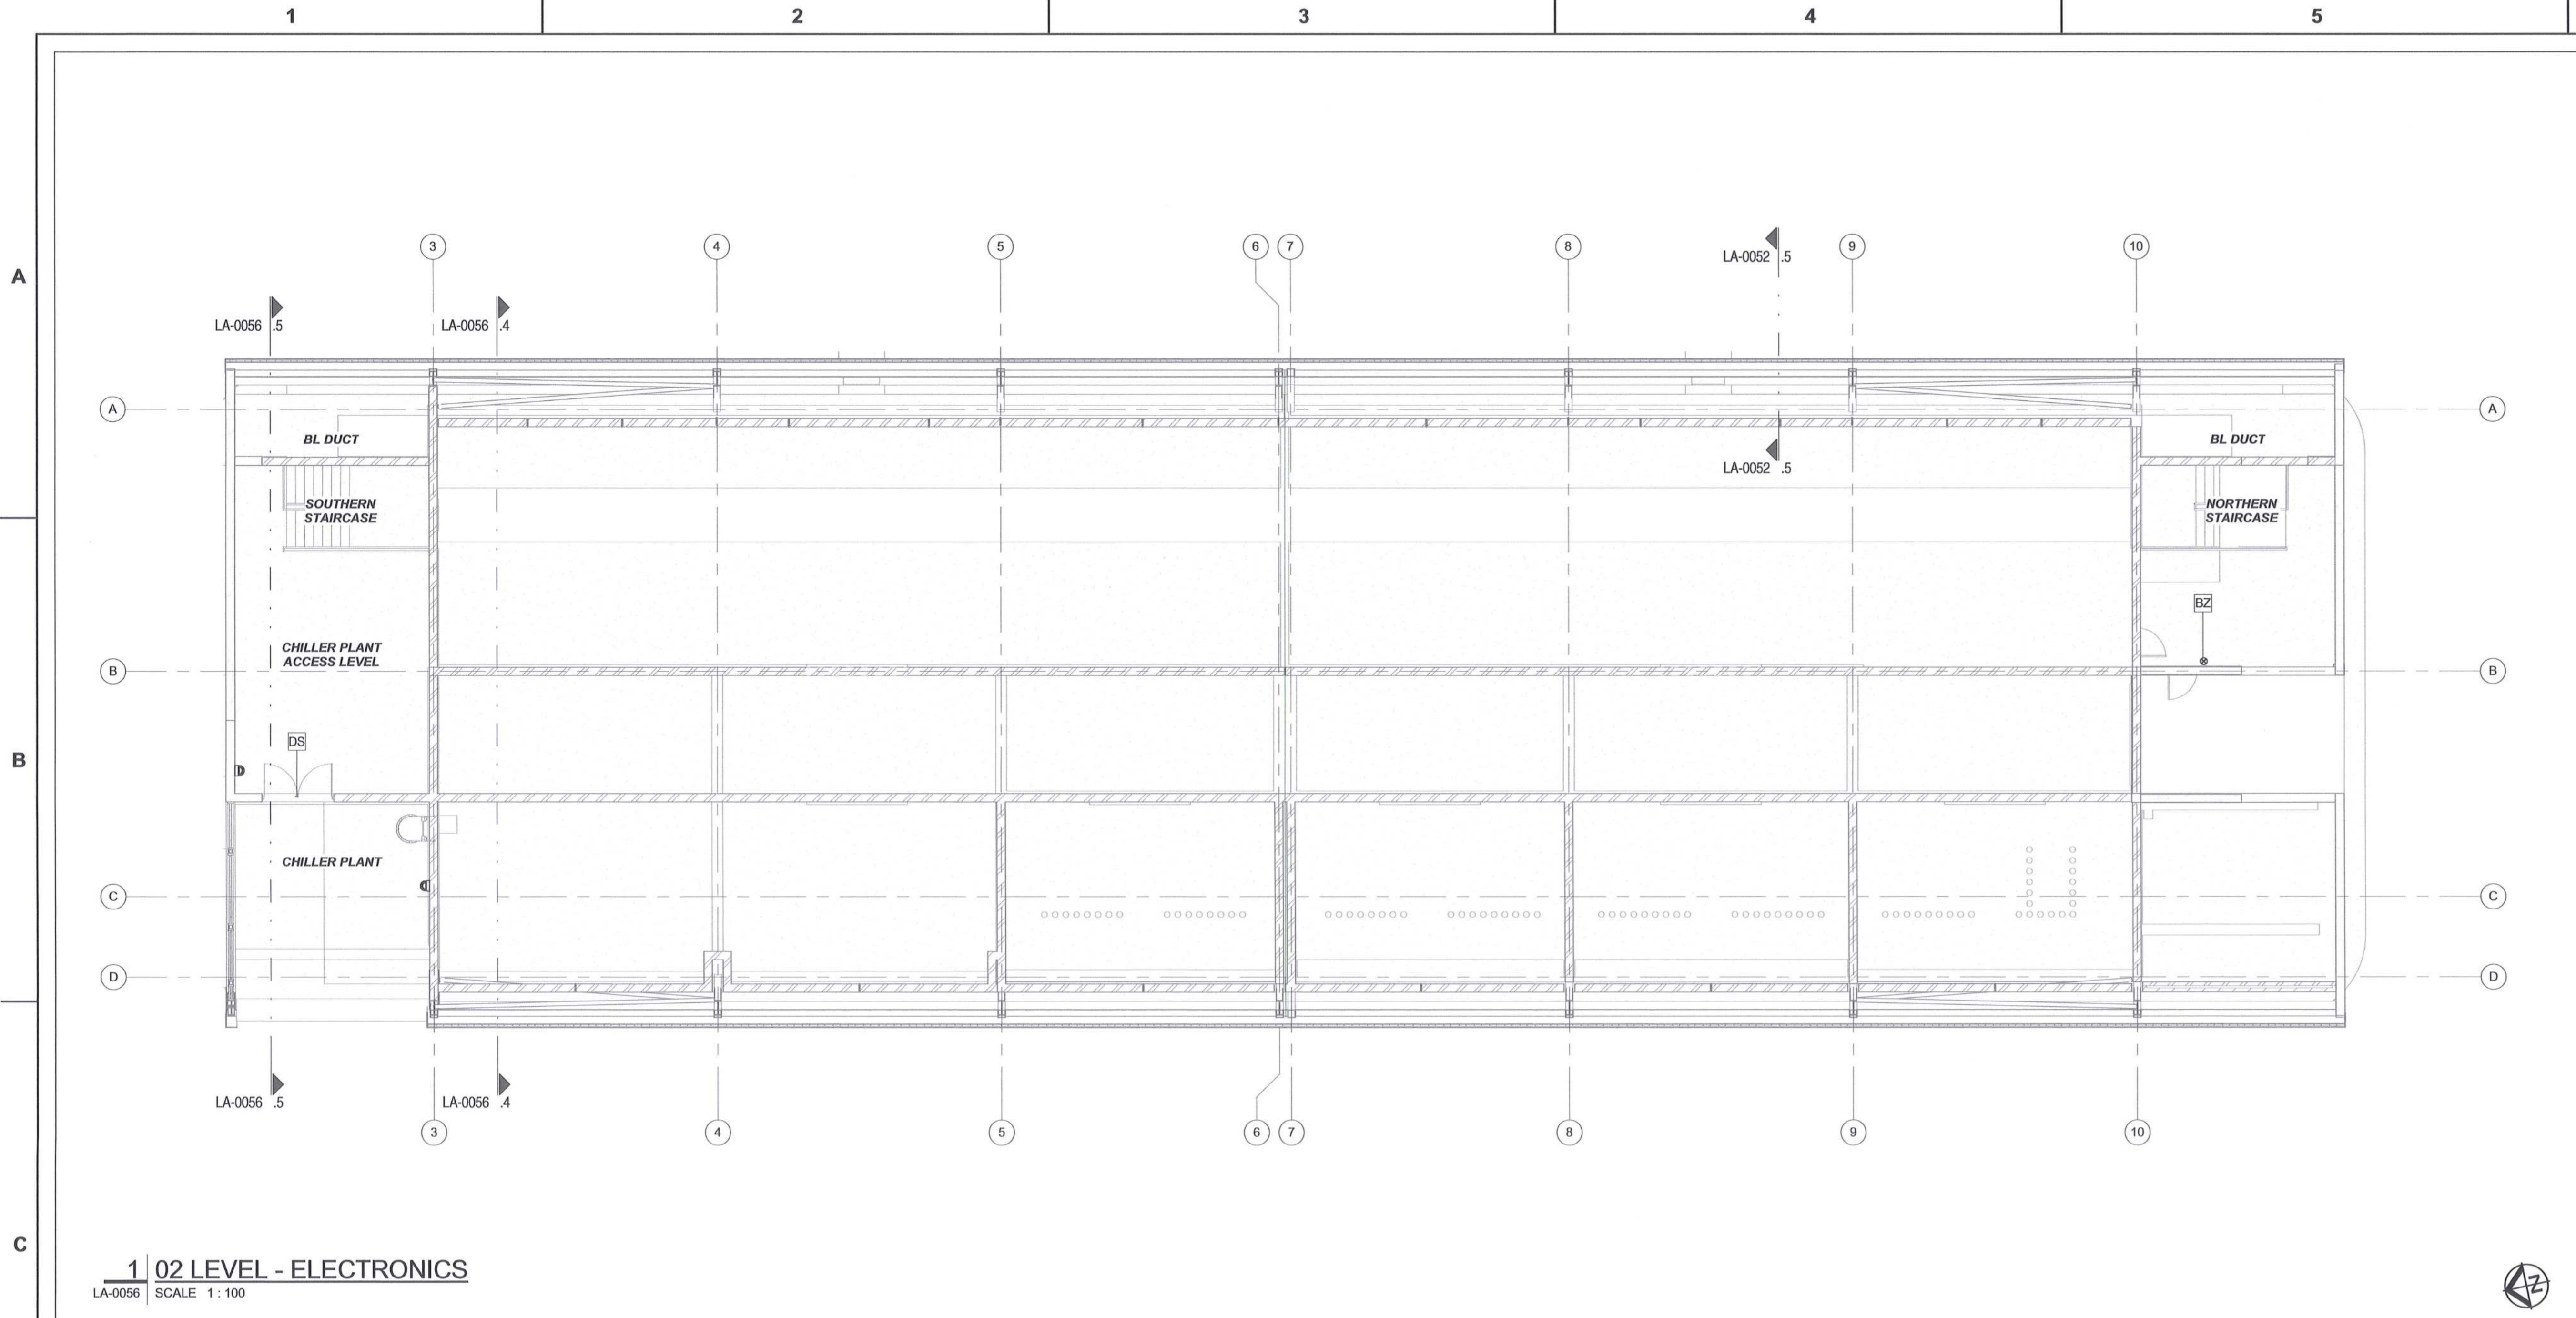 1 2 3 4 5
A
B
C
3 4 5 6 7 8 9 10
LA-0052 .5
LA-0056 .5 LA-0056 .4
A A
BL DUCT BL DUCT
LA-0052 .5
SOUTHERN
STAIRCASE
NORTHERN
STAIRCASE
BZ
CHILLER PLANT
ACCESS LEVEL
B B
DS
CHILLER PLANT
C C
D D
LA-0056 .5 LA-0056 .4
3 4 5 6 7 8 9 10
1 02 LEVEL - ELECTRONICS
LA-0056 SCALE 1 : 100
Z